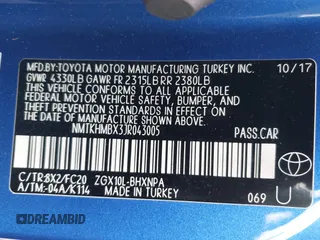 MFD.BY:TOYOTA MOTOR MANUFACTURING TURKEY INC. 10/17
GVWR 4330LB GAWR FR 2315LB RR 2380LB
THIS VEHICLE CONFORMS TO ALL APPLICABLE FEDERAL
MOTOR VEHICLE SAFETY, BUMPER, AND THEFT
PREVENTION STANDARDS IN EFFECT ON THE DATE
OF MANUFACTURE SHOWN ABOVE.
NMTKHMBX3JR043005 PASS.CAR
C/TR:8X2/FC20 ZGX10L-BHXNPA
A/TM:-04A/K114 MADE IN TURKEY
069 U
TOYOTA
DREAMBID